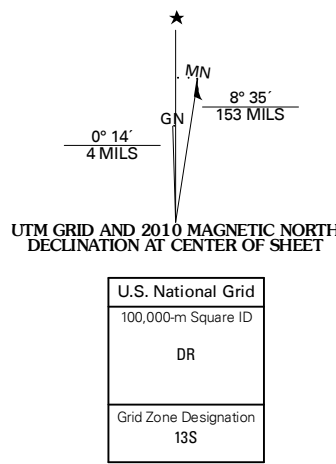 MN
GN
8° 35´
153 MILS
0° 14´
4 MILS
UTM GRID AND 2010 MAGNETIC NORTH
DECLINATION AT CENTER OF SHEET
U.S. National Grid
100,000-m Square ID
DR
Grid Zone Designation
13S